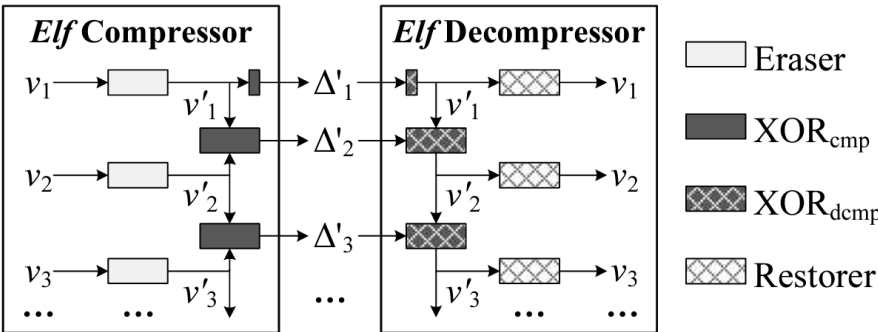 Elf Compressor
Elf Decompressor
v1 Δ'1 v1
v'1 v'1
Δ'2
v2 v2
v'2 v'2
Δ'3
v3 v3
v'3 v'3
... ... ... ... ...
Eraser
XORcmp
XORdcmp
Restorer